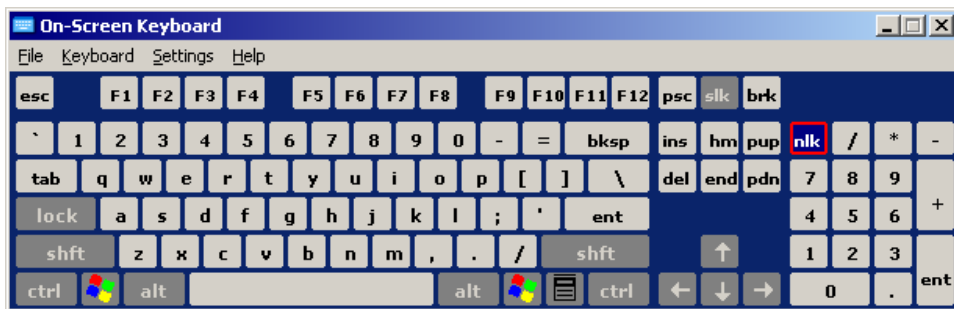 On-Screen Keyboard
File Keyboard Settings Help
esc F1 F2 F3 F4 F5 F6 F7 F8 F9 F10 F11 F12 psc slk brk
` 1 2 3 4 5 6 7 8 9 0 - = bksp ins hm pup nlk / * -
tab q w e r t y u i o p [ ] \ del end pdn 7 8 9 +
lock a s d f g h j k l ; ' ent 4 5 6
shft z x c v b n m , . / shft ↑ 1 2 3 ent
ctrl alt alt ctrl ← ↓ → 0 .